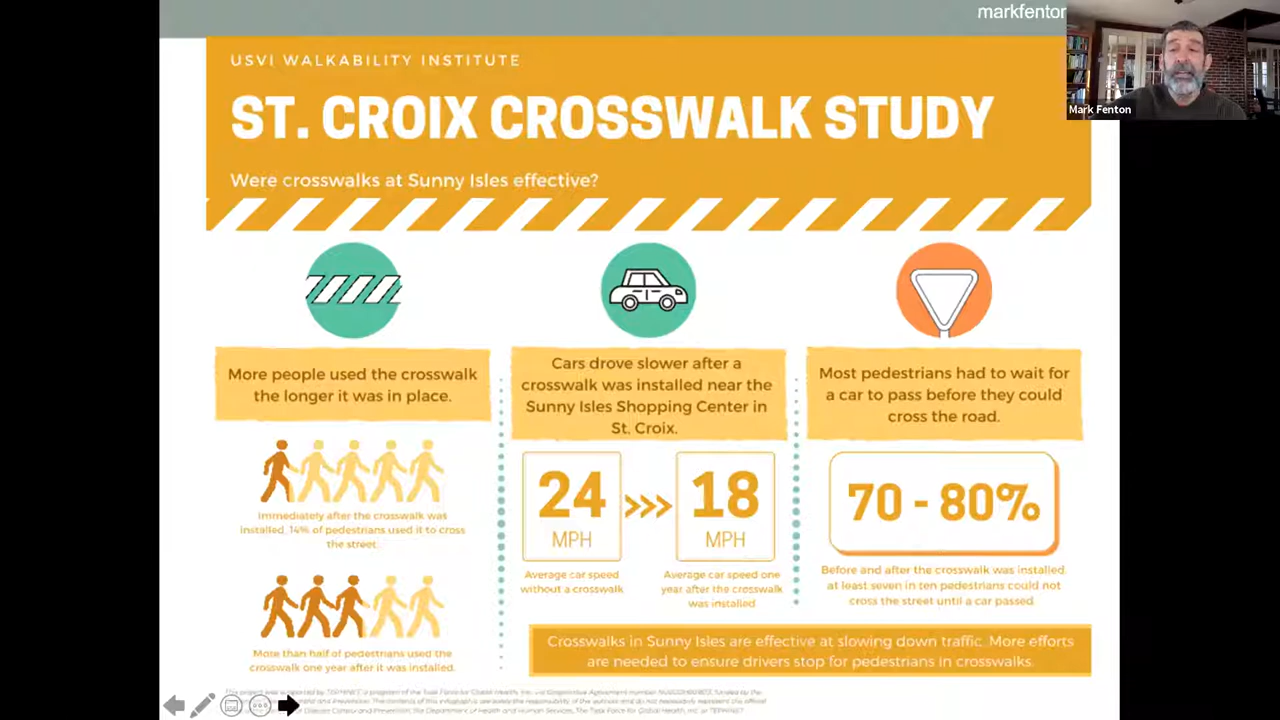 markfenton
Mark Fenton
USVI WALKABILITY INSTITUTE
ST. CROIX CROSSWALK STUDY
Were crosswalks at Sunny Isles effective?
More people used the crosswalk
the longer it was in place.
Immediately after the crosswalk was
installed, 14% of pedestrians used it to cross
the street.
More than half of pedestrians used the
crosswalk one year after it was installed.
Cars drove slower after a
crosswalk was installed near the
Sunny Isles Shopping Center in
St. Croix.
24
MPH
Average car speed
without a crosswalk
>>>
18
MPH
Average car speed one
year after the crosswalk
was installed
Most pedestrians had to wait for
a car to pass before they could
cross the road.
70 - 80%
Before and after the crosswalk was installed,
at least seven in ten pedestrians could not
cross the street until a car passed.
Crosswalks in Sunny Isles are effective at slowing down traffic. More efforts
are needed to ensure drivers stop for pedestrians in crosswalks.